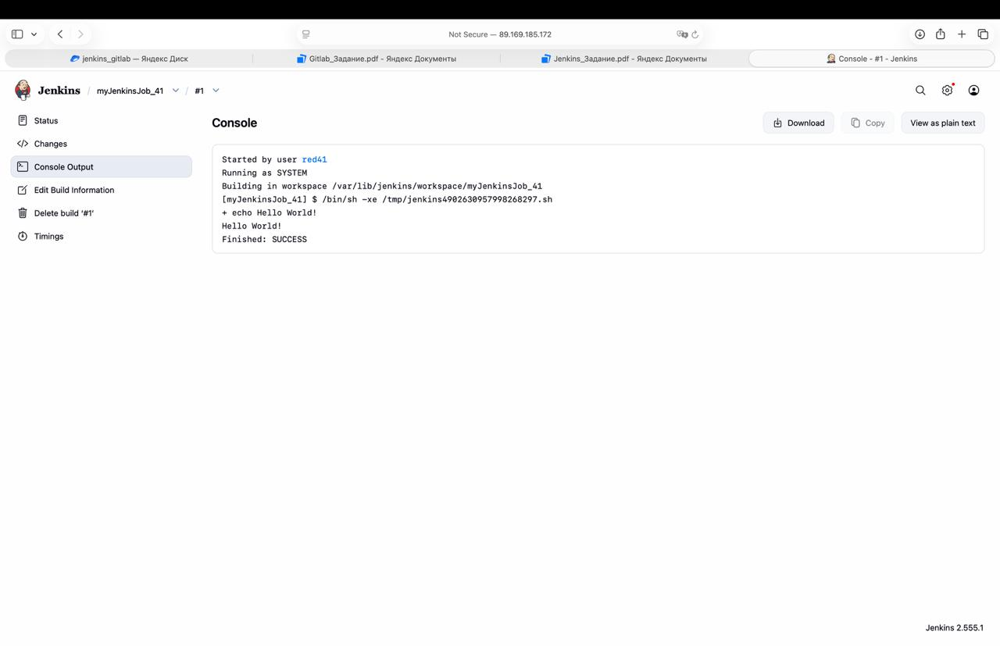 Not Secure — 89.169.185.172
jenkins_gitlab — Яндекс Диск
Gitlab_Задание.pdf - Яндекс Документы
Jenkins_Задание.pdf - Яндекс Документы
Console - #1 - Jenkins
Jenkins / myJenkinsJob_41 / #1
Status
Changes
Console Output
Edit Build Information
Delete build ‘#1’
Timings
Console
Download
Copy
View as plain text
Started by user red41
Running as SYSTEM
Building in workspace /var/lib/jenkins/workspace/myJenkinsJob_41
[myJenkinsJob_41] $ /bin/sh -xe /tmp/jenkins4902630957998268297.sh
+ echo Hello World!
Hello World!
Finished: SUCCESS
Jenkins 2.555.1